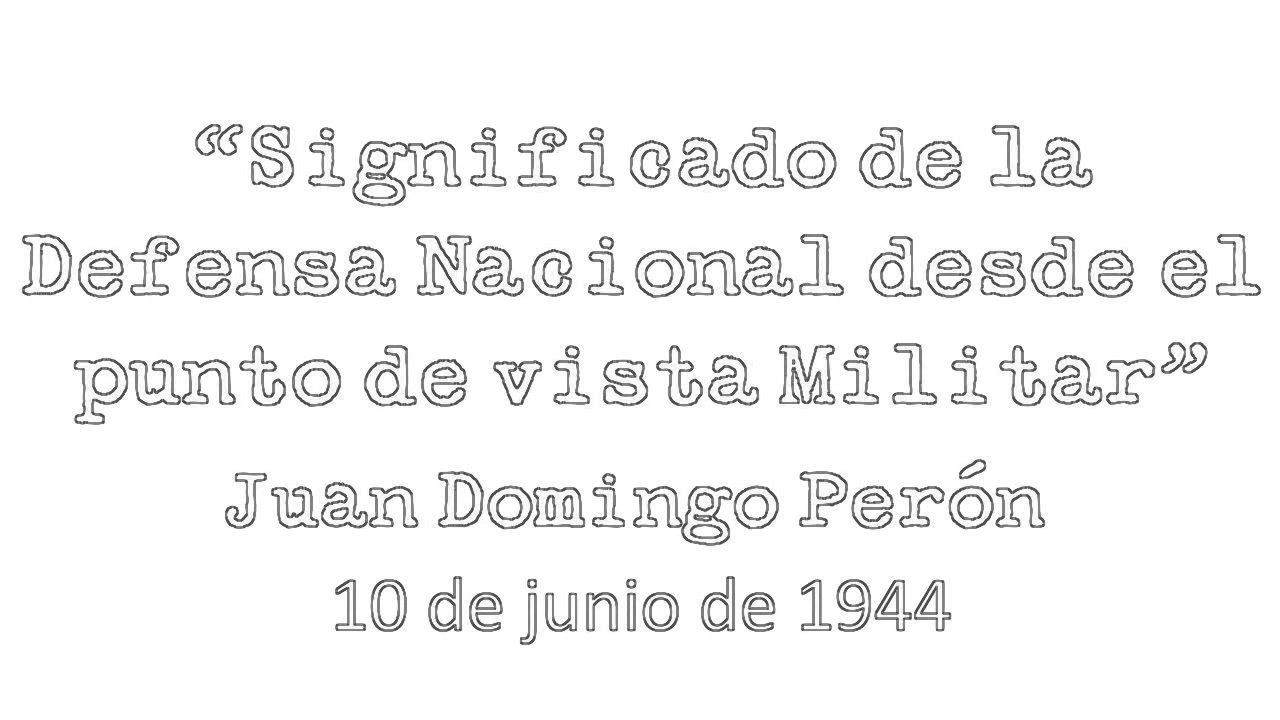 “Significado de la
Defensa Nacional desde el
punto de vista Militar”
Juan Domingo Perón
10 de junio de 1944